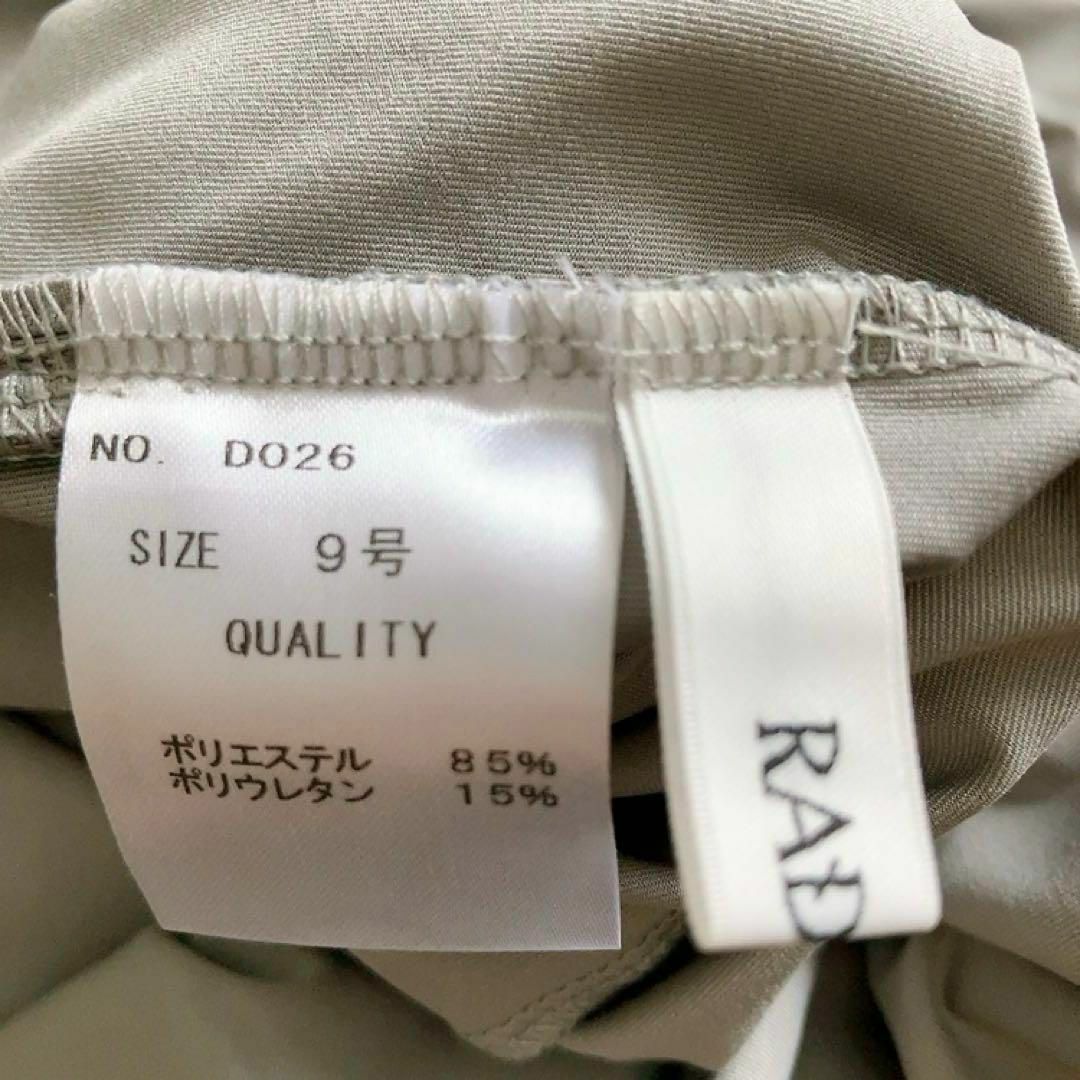 NO. D026
SIZE 9号
QUALITY
ポリエステル 85%
ポリウレタン 15%
RAD